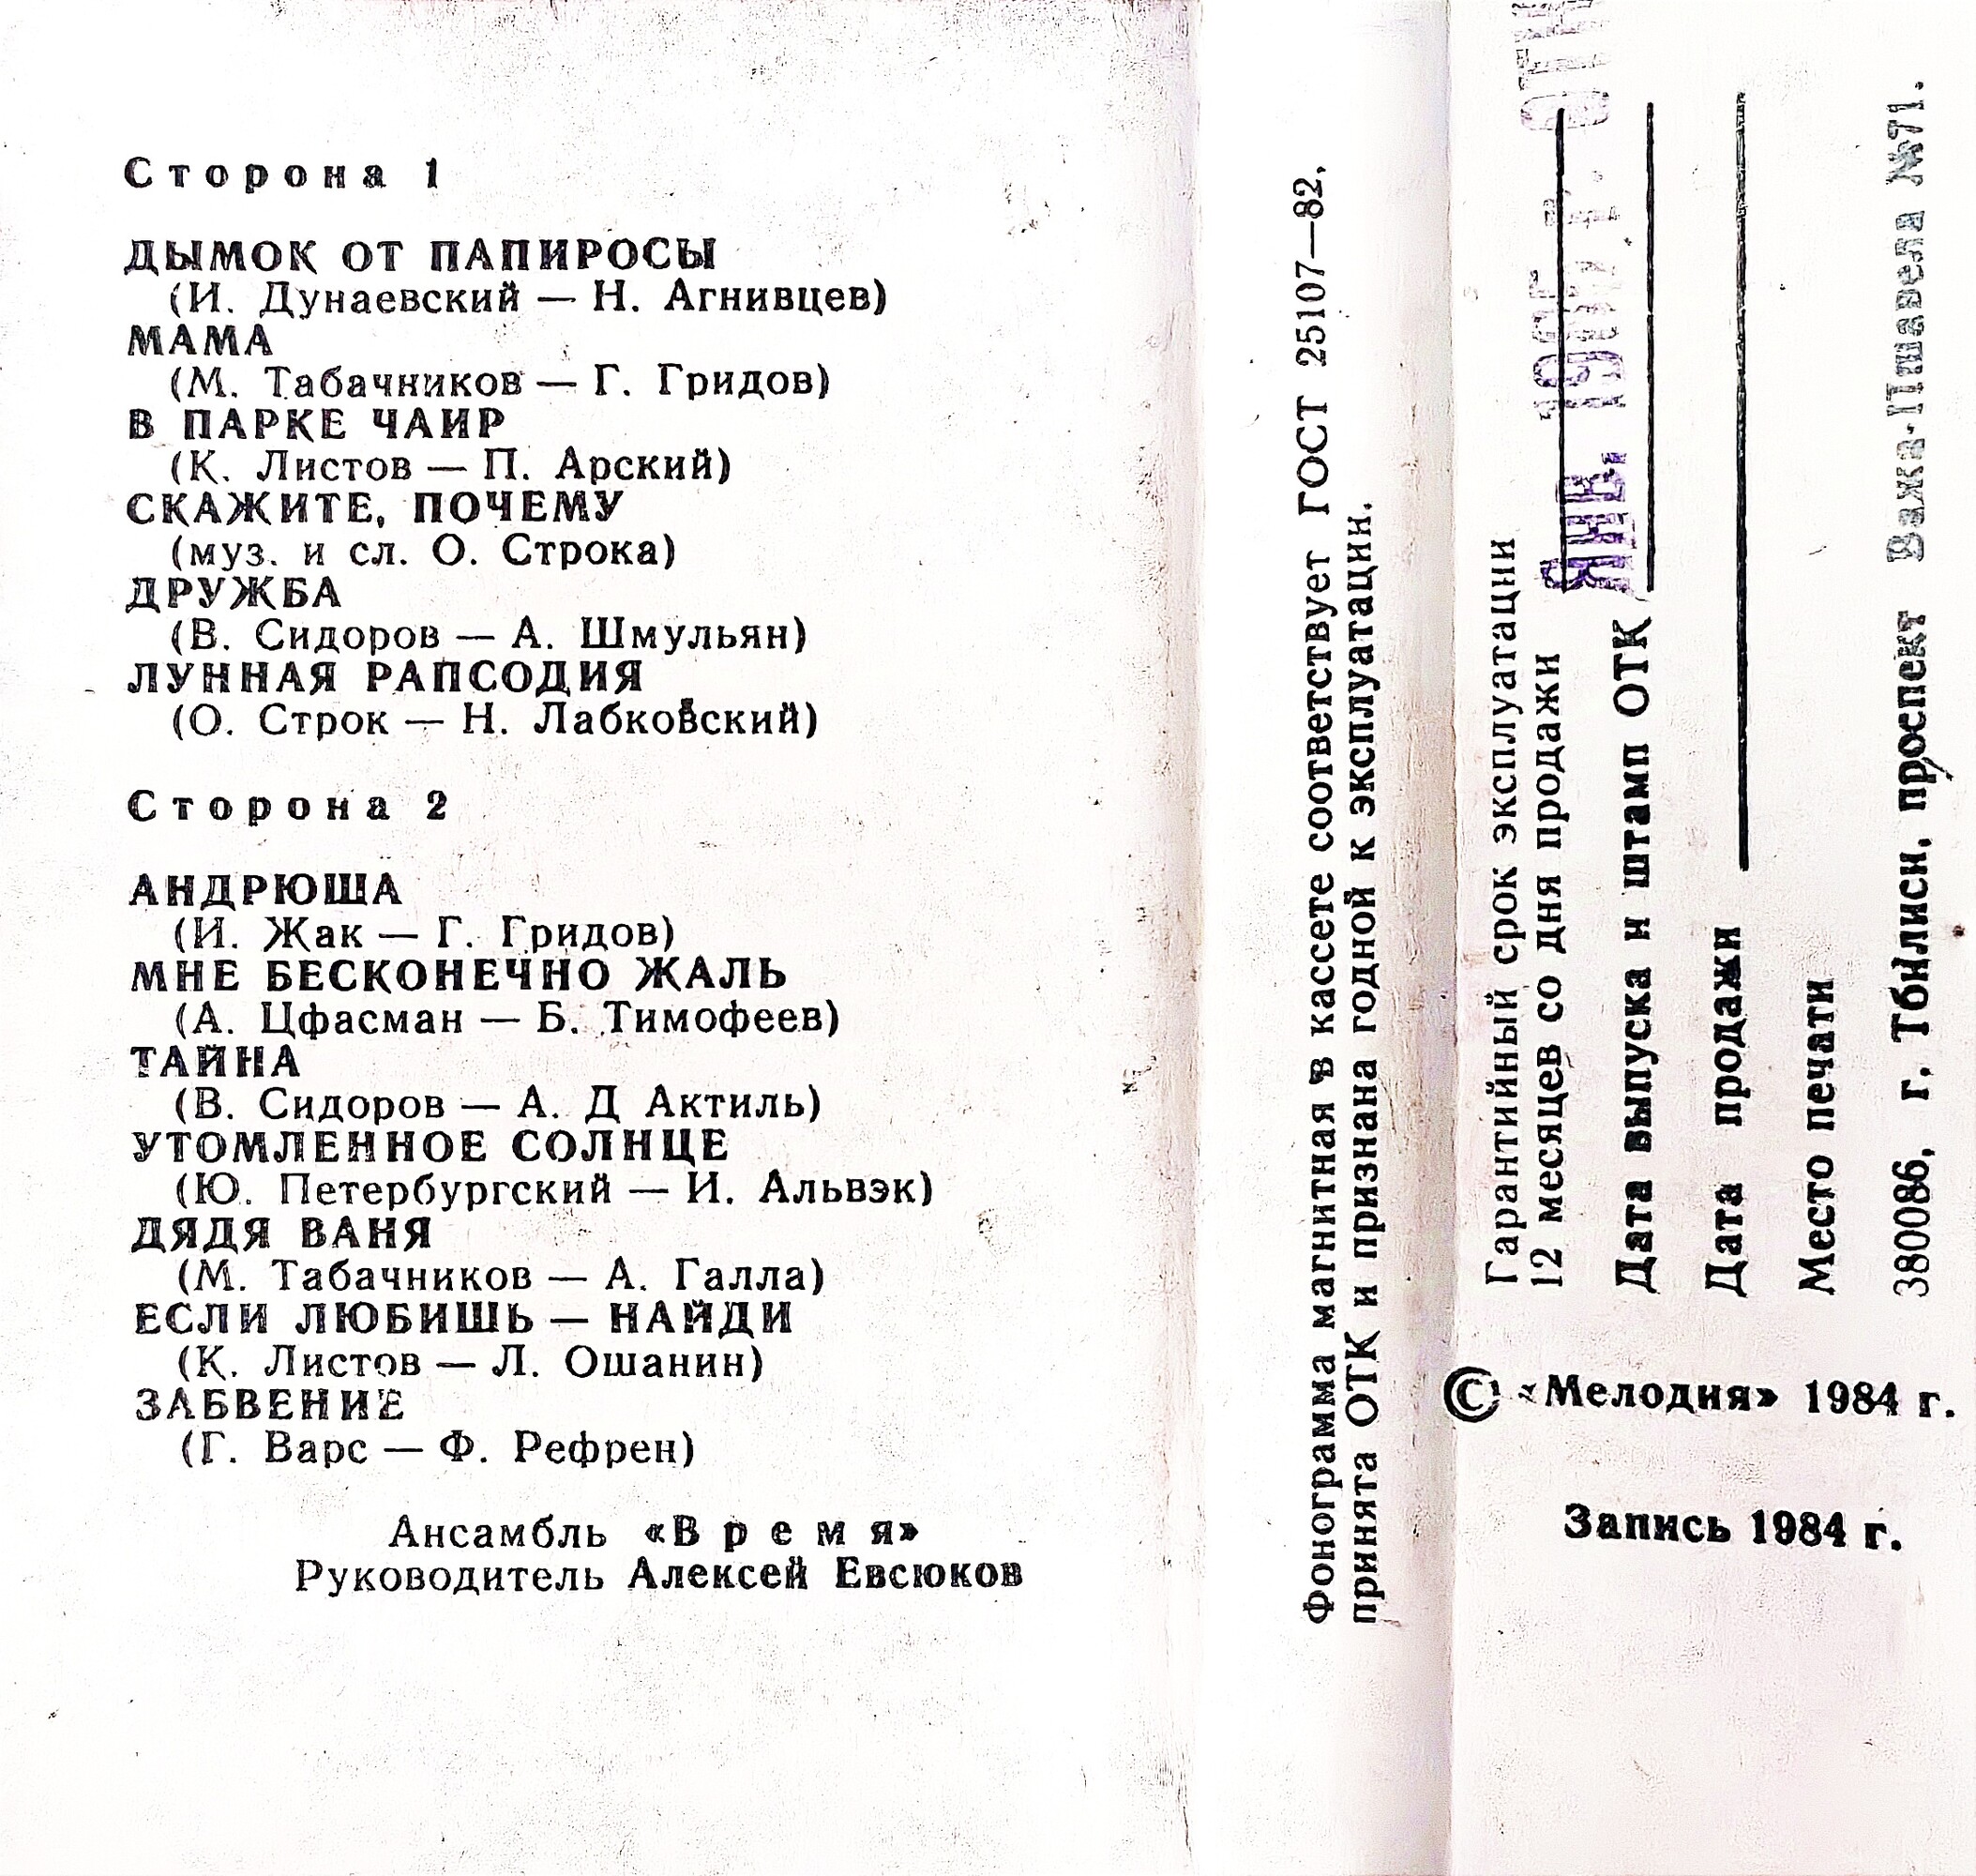 Сторона 1
ДЫМОК ОТ ПАПИРОСЫ
(И. Дунаевский — Н. Агнивцев)
МАМА
(М. Табачников — Г. Гридов)
В ПАРКЕ ЧАИР
(К. Листов — П. Арский)
СКАЖИТЕ, ПОЧЕМУ
(муз. и сл. О. Строка)
ДРУЖБА
(В. Сидоров — А. Шмульян)
ЛУННАЯ РАПСОДИЯ
(О. Строк — Н. Лабковский)
Сторона 2
АНДРЮША
(И. Жак — Г. Гридов)
МНЕ БЕСКОНЕЧНО ЖАЛЬ
(А. Цфасман — Б. Тимофеев)
ТАЙНА
(В. Сидоров — А. Д Актиль)
УТОМЛЕННОЕ СОЛНЦЕ
(Ю. Петербургский — И. Альвэк)
ДЯДЯ ВАНЯ
(М. Табачников — А. Галла)
ЕСЛИ ЛЮБИШЬ — НАЙДИ
(К. Листов — Л. Ошанин)
ЗАБВЕНИЕ
(Г. Варс — Ф. Рефрен)
Ансамбль «Время»
Руководитель Алексей Евсюков
Фонограмма магнитная в кассете соответствует ГОСТ 25107—82,
принята ОТК и признана годной к эксплуатации.
Гарантийный срок эксплуатации
12 месяцев со дня продажи
Дата выпуска и штамп ОТК
ЯНВ.
Дата продажи
Место печати
380086, г. Тбилиси, проспект Важа-Пшавела №71.
© «Мелодия» 1984 г.
Запись 1984 г.